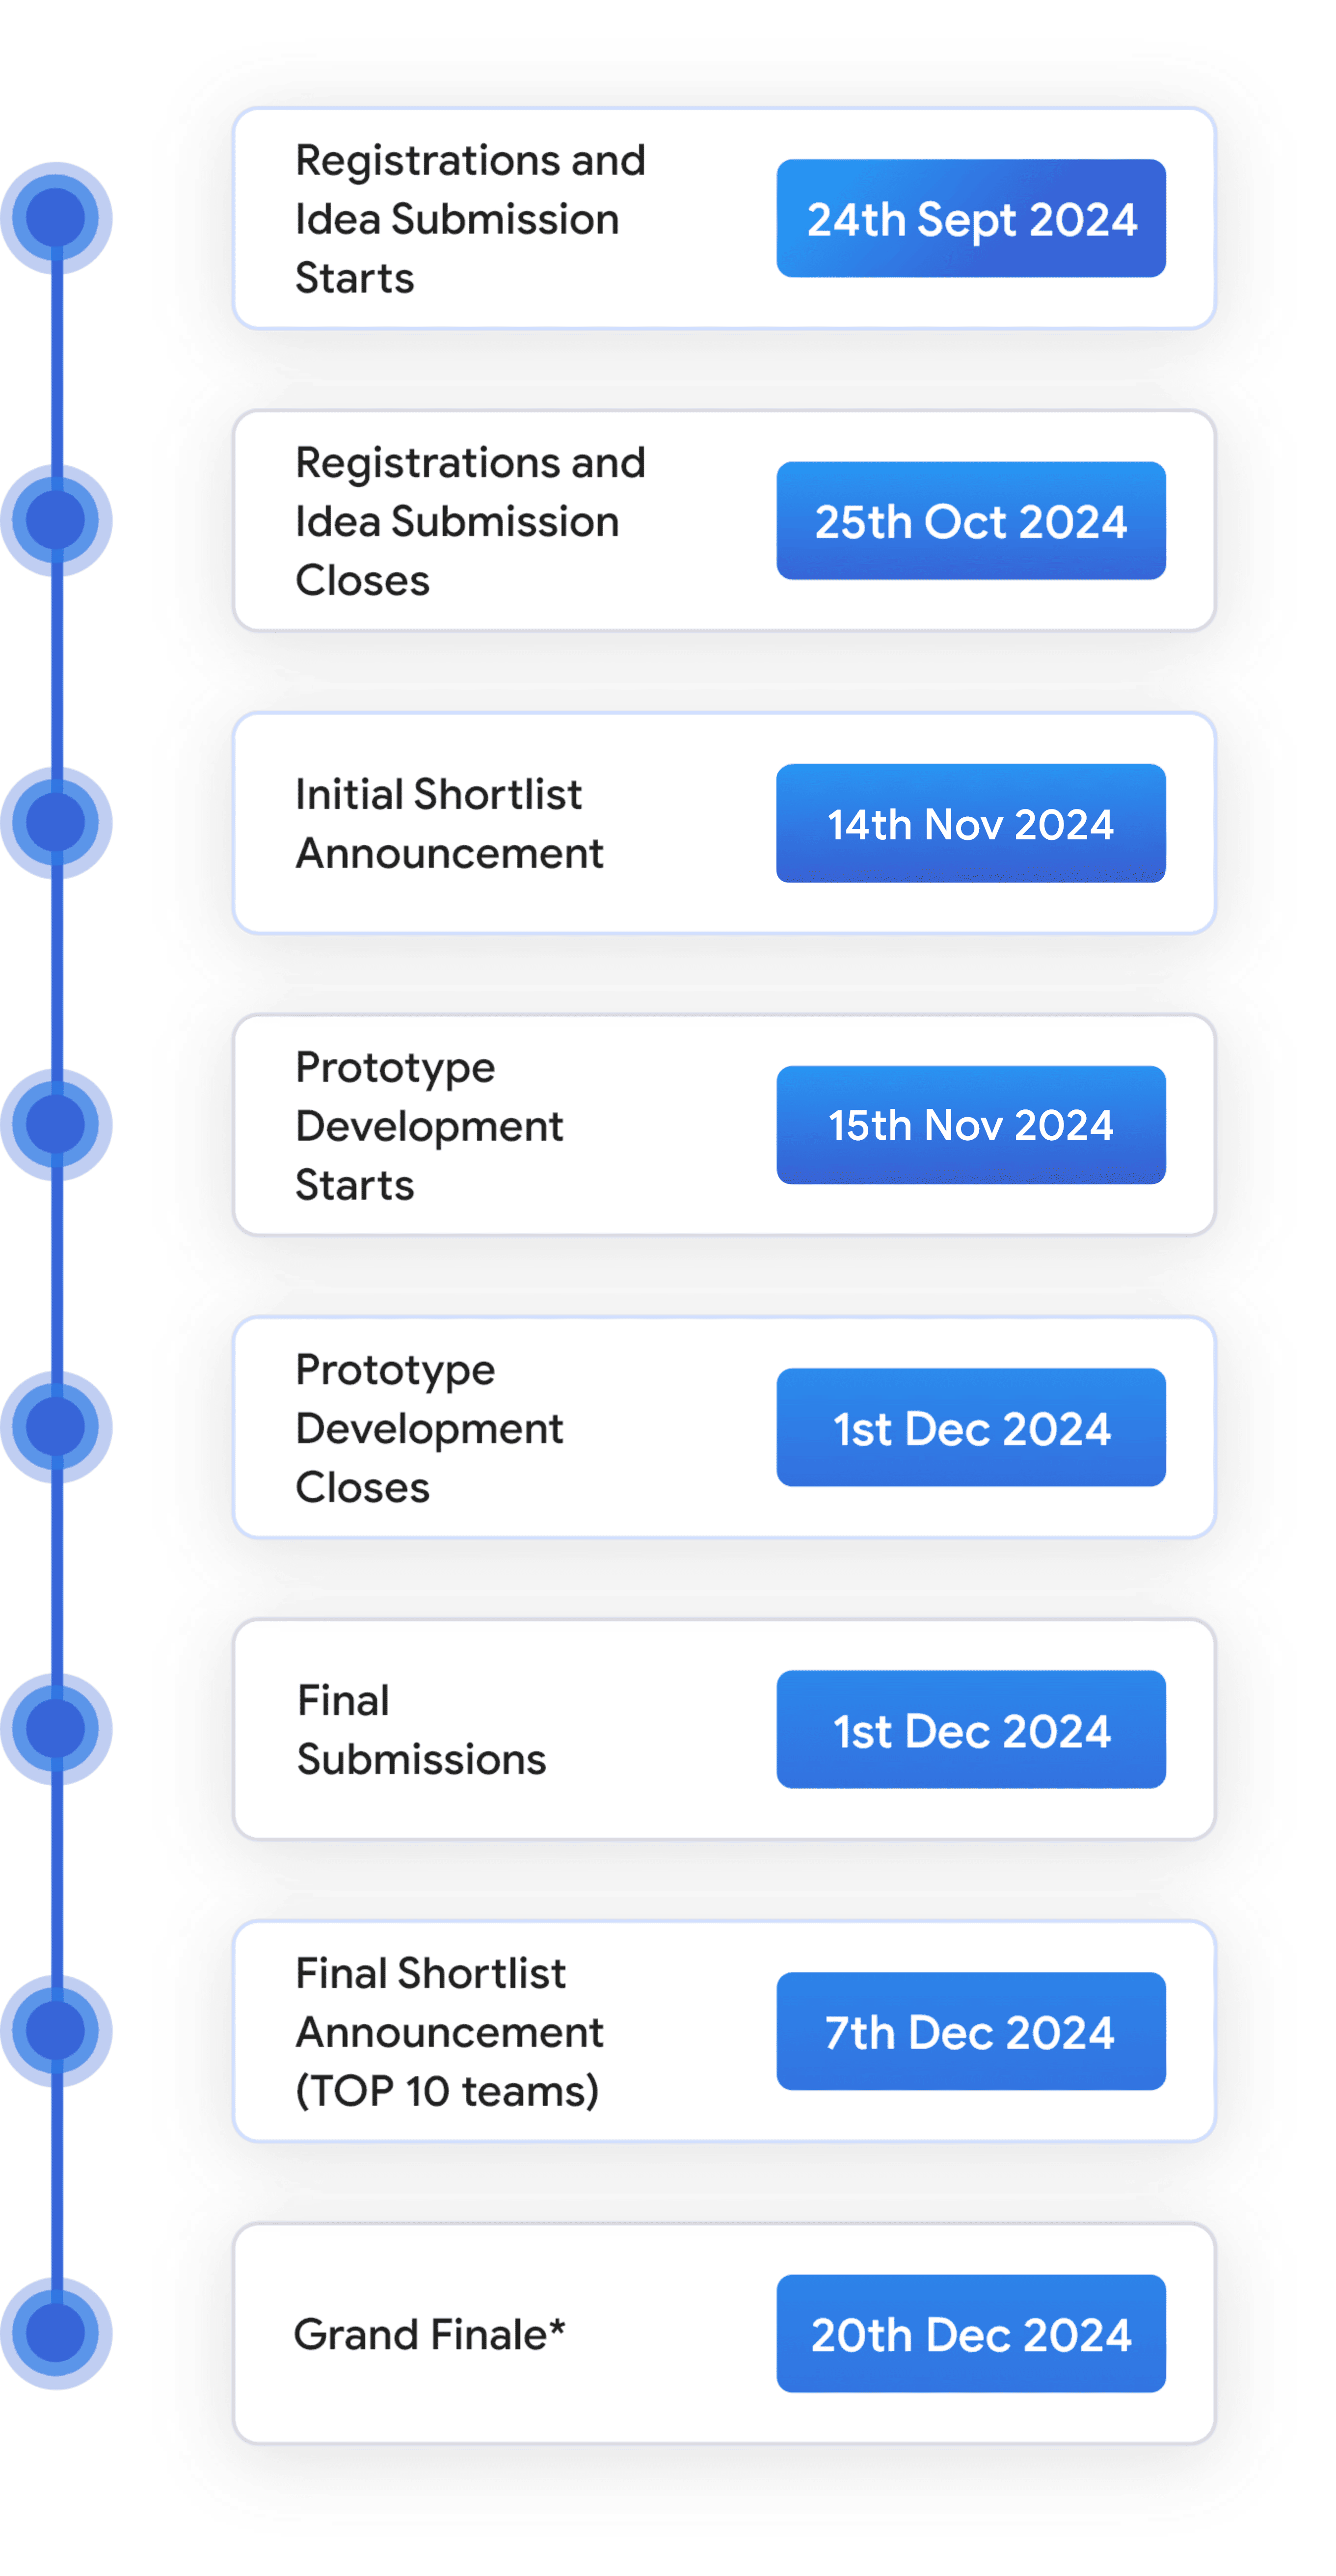 Registrations and
Idea Submission
Starts
24th Sept 2024
Registrations and
Idea Submission
Closes
25th Oct 2024
Initial Shortlist
Announcement
14th Nov 2024
Prototype
Development
Starts
15th Nov 2024
Prototype
Development
Closes
1st Dec 2024
Final
Submissions
1st Dec 2024
Final Shortlist
Announcement
(TOP 10 teams)
7th Dec 2024
Grand Finale*
20th Dec 2024